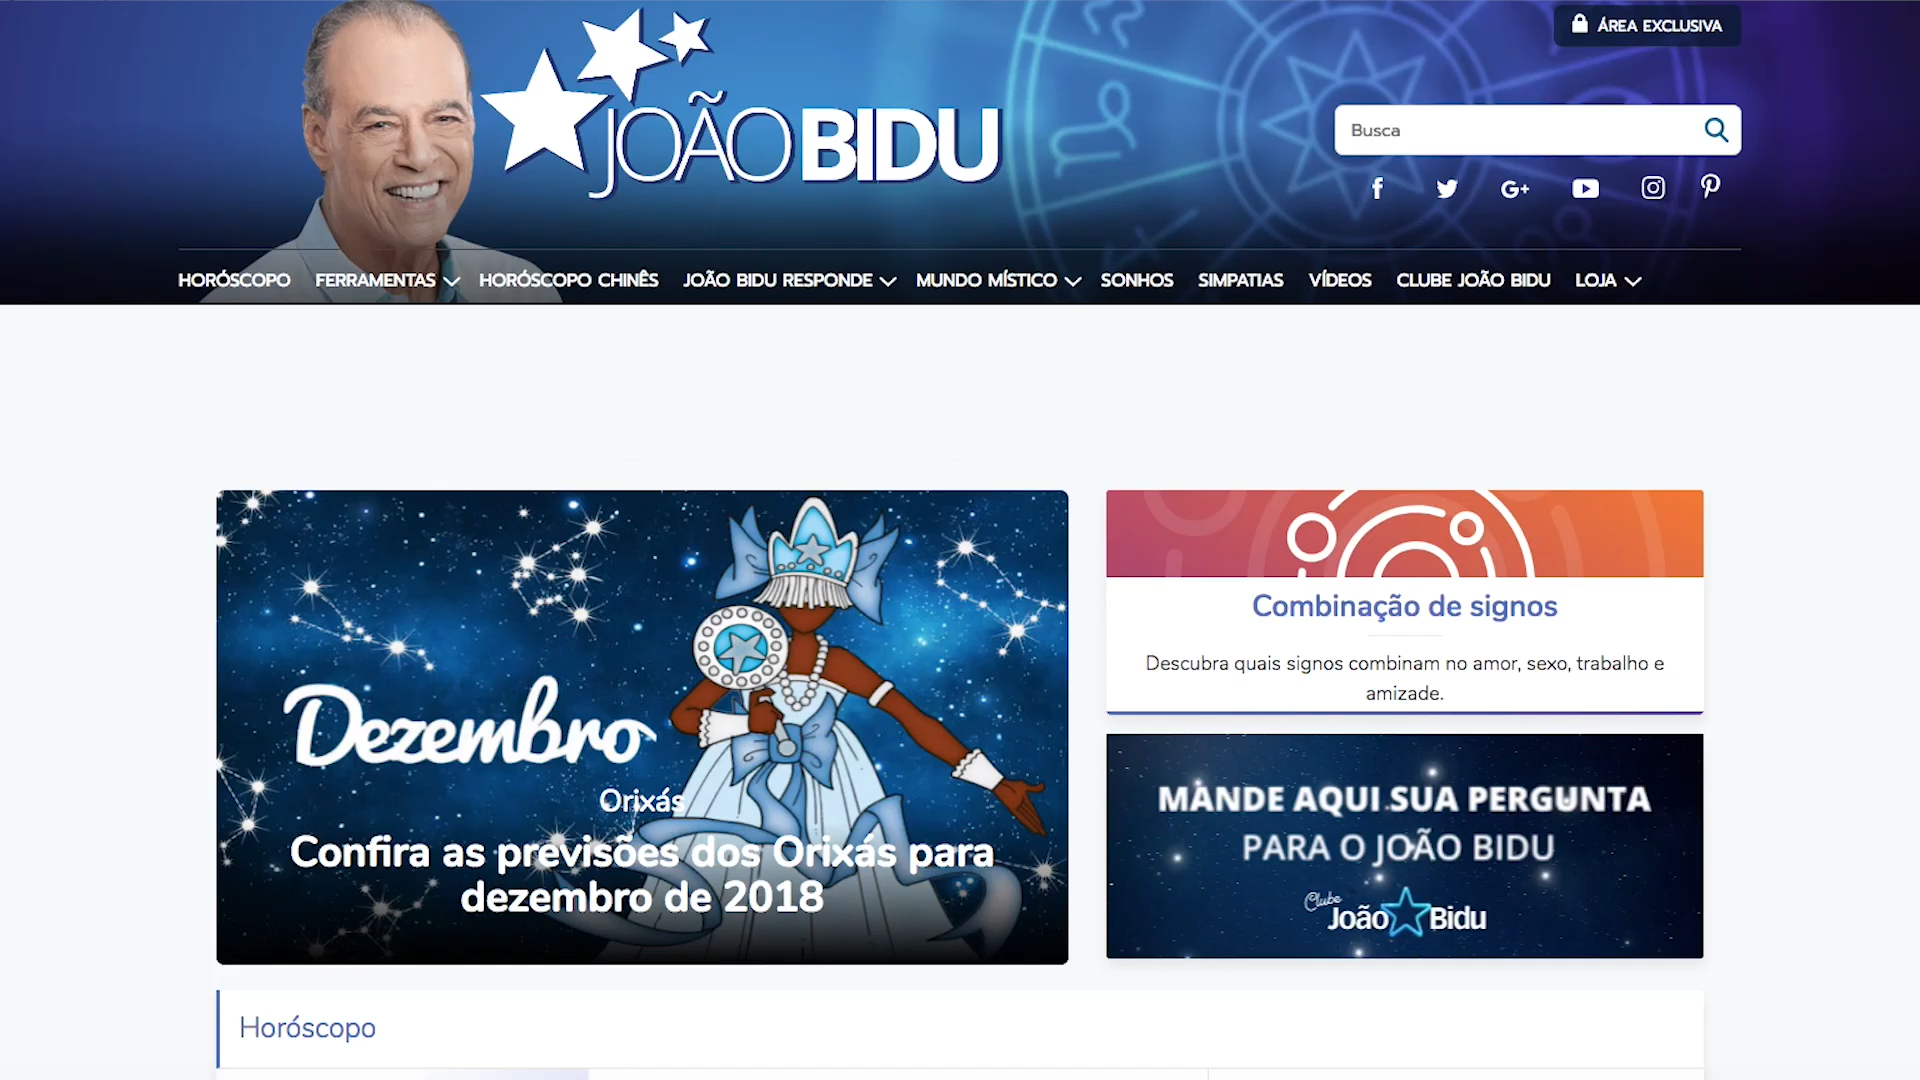 ÁREA EXCLUSIVA
JOÃO BIDU
Busca
HORÓSCOPO FERRAMENTAS HORÓSCOPO CHINÊS JOÃO BIDU RESPONDE MUNDO MÍSTICO SONHOS SIMPATIAS VÍDEOS CLUBE JOÃO BIDU LOJA
Dezembro
Orixás
Confira as previsões dos Orixás para
dezembro de 2018
Combinação de signos
Descubra quais signos combinam no amor, sexo, trabalho e
amizade.
MANDE AQUI SUA PERGUNTA
PARA O JOÃO BIDU
Clube
João Bidu
Horóscopo